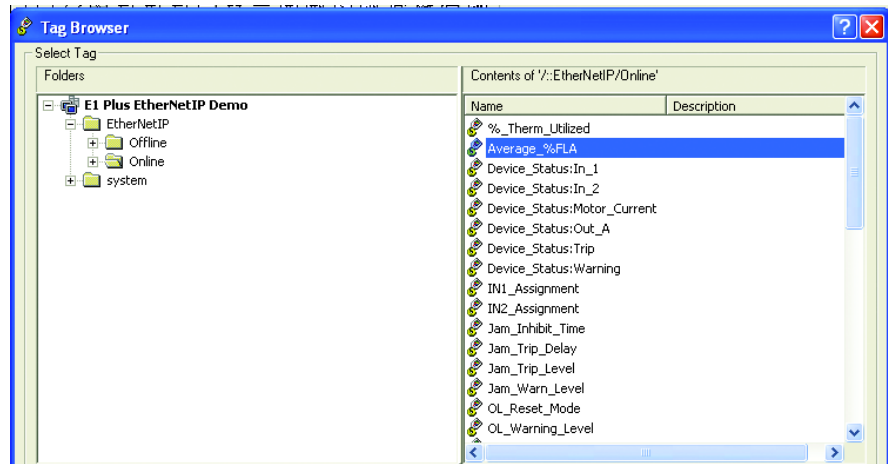 Tag Browser
Select Tag
Folders
E1 Plus EtherNetIP Demo
EtherNetIP
Offline
Online
system
Contents of '/::EtherNetIP/Online'
Name Description
%_Therm_Utilized
Average_%FLA
Device_Status:In_1
Device_Status:In_2
Device_Status:Motor_Current
Device_Status:Out_A
Device_Status:Trip
Device_Status:Warning
IN1_Assignment
IN2_Assignment
Jam_Inhibit_Time
Jam_Trip_Delay
Jam_Trip_Level
Jam_Warn_Level
OL_Reset_Mode
OL_Warning_Level